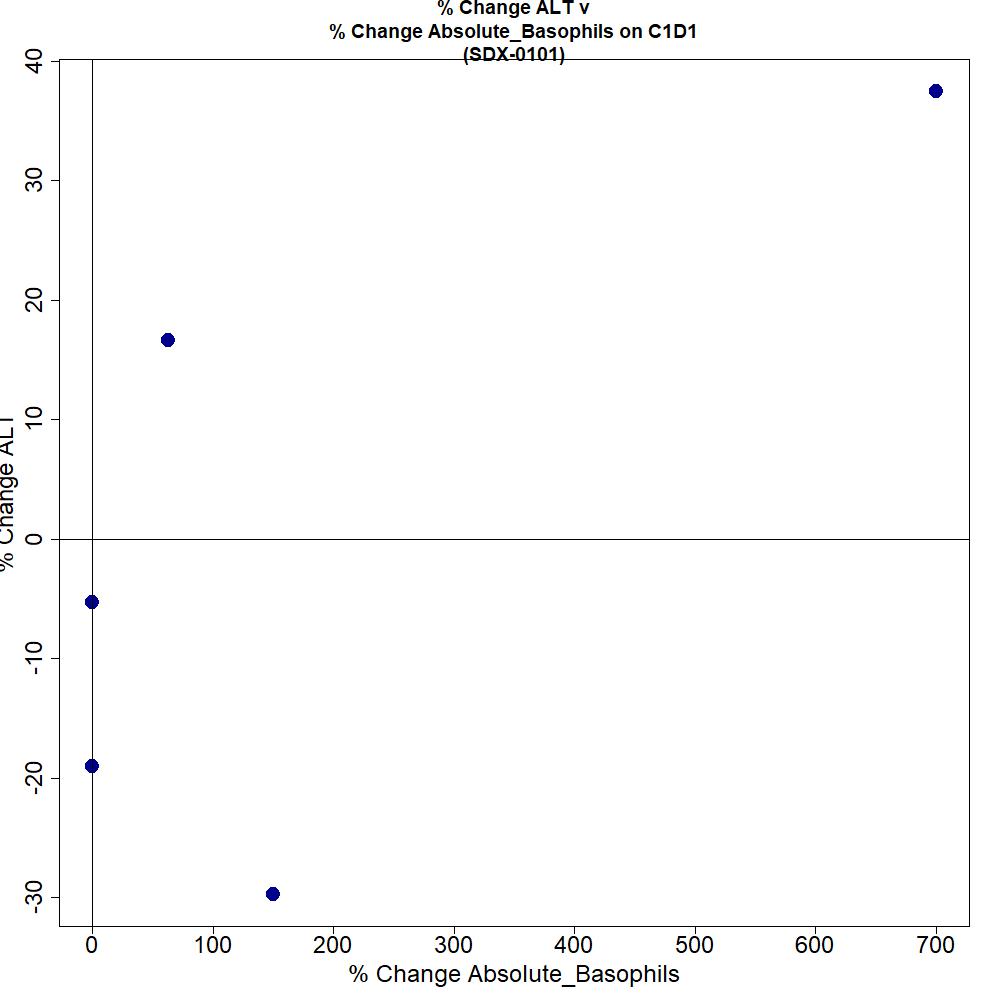 % Change ALT v
% Change Absolute_Basophils on C1D1
(SDX-0101)
40
30
20
10
0
-10
-20
-30
% Change ALT
0 100 200 300 400 500 600 700
% Change Absolute_Basophils